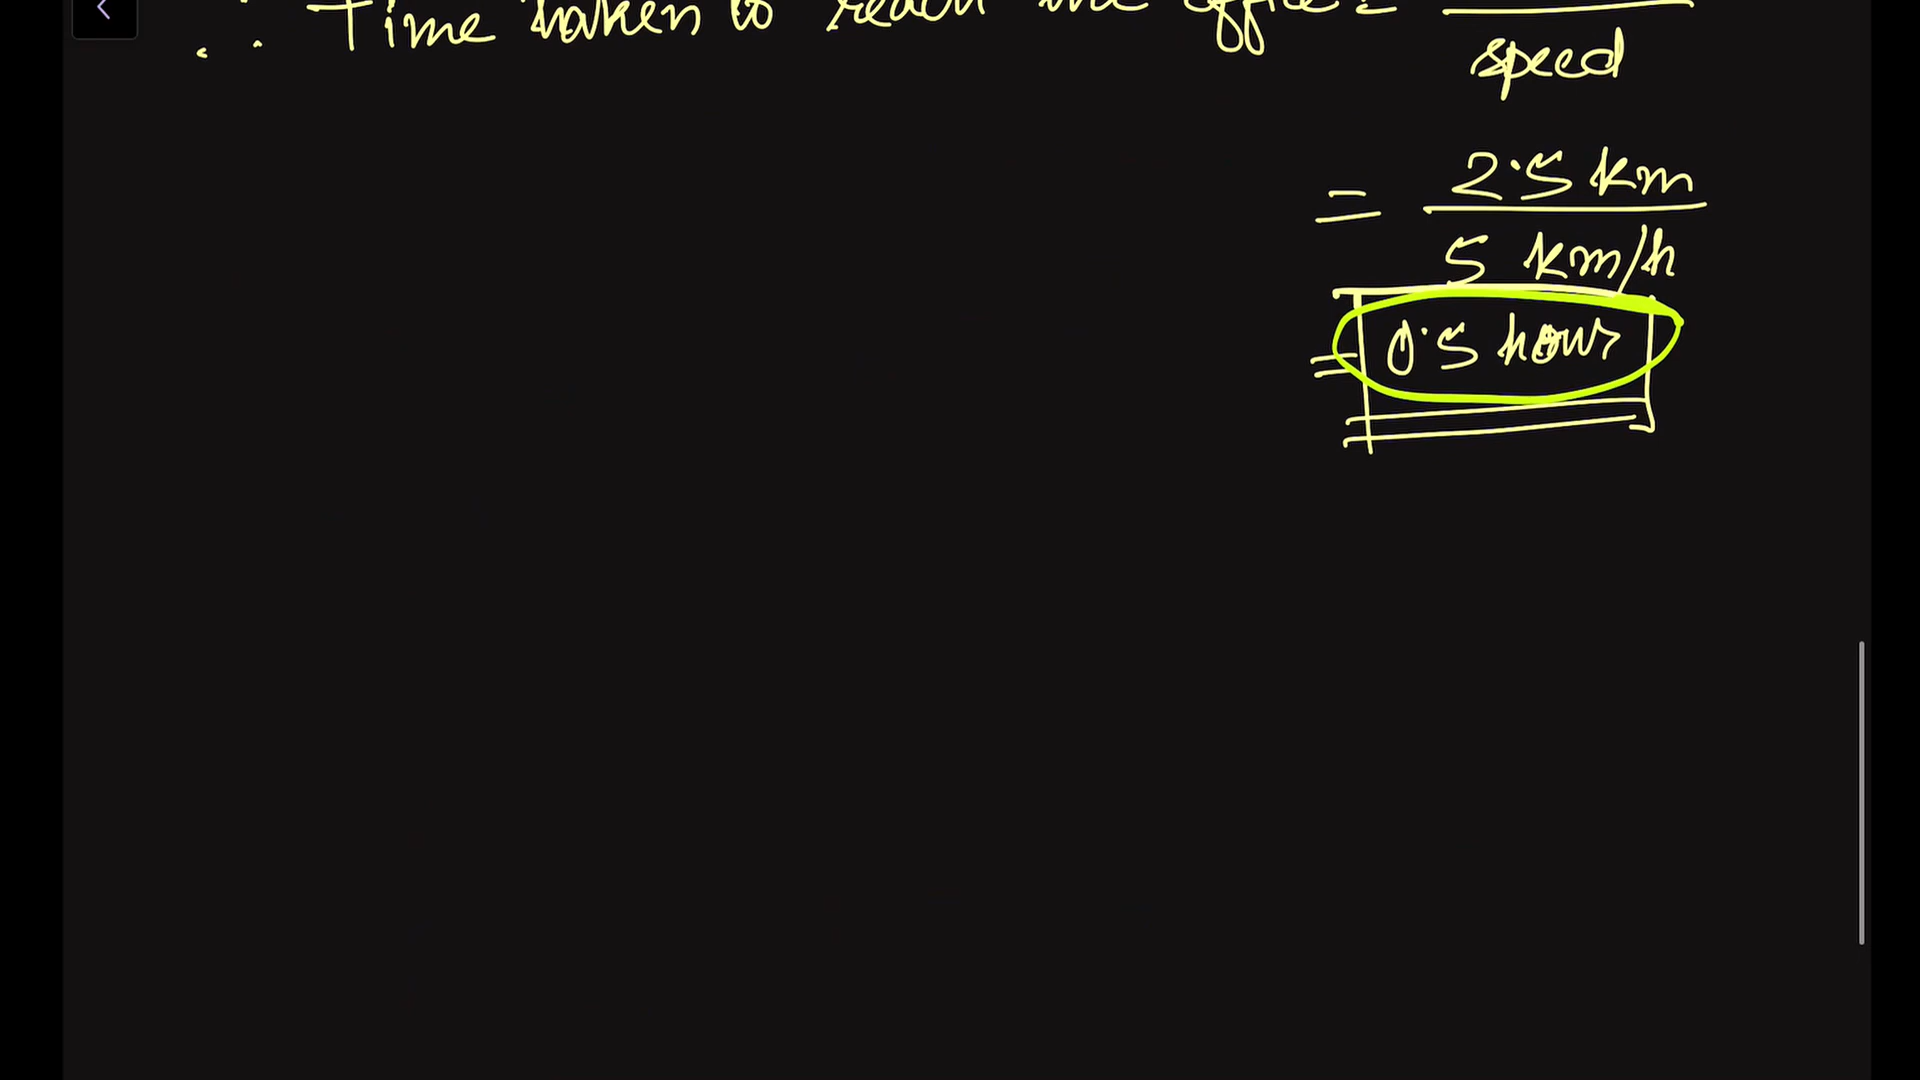 ∴ Time taken to reach the office =
speed
= 2.5 km
5 km/h
= 0.5 hour